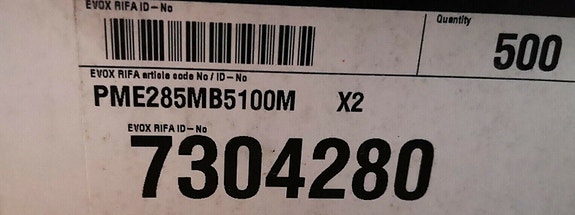 EVOX RIFA ID-No
Quantity
500
EVOX RIFA article code No / ID-No
PME285MB5100M X2
EVOX RIFA ID-No
7304280